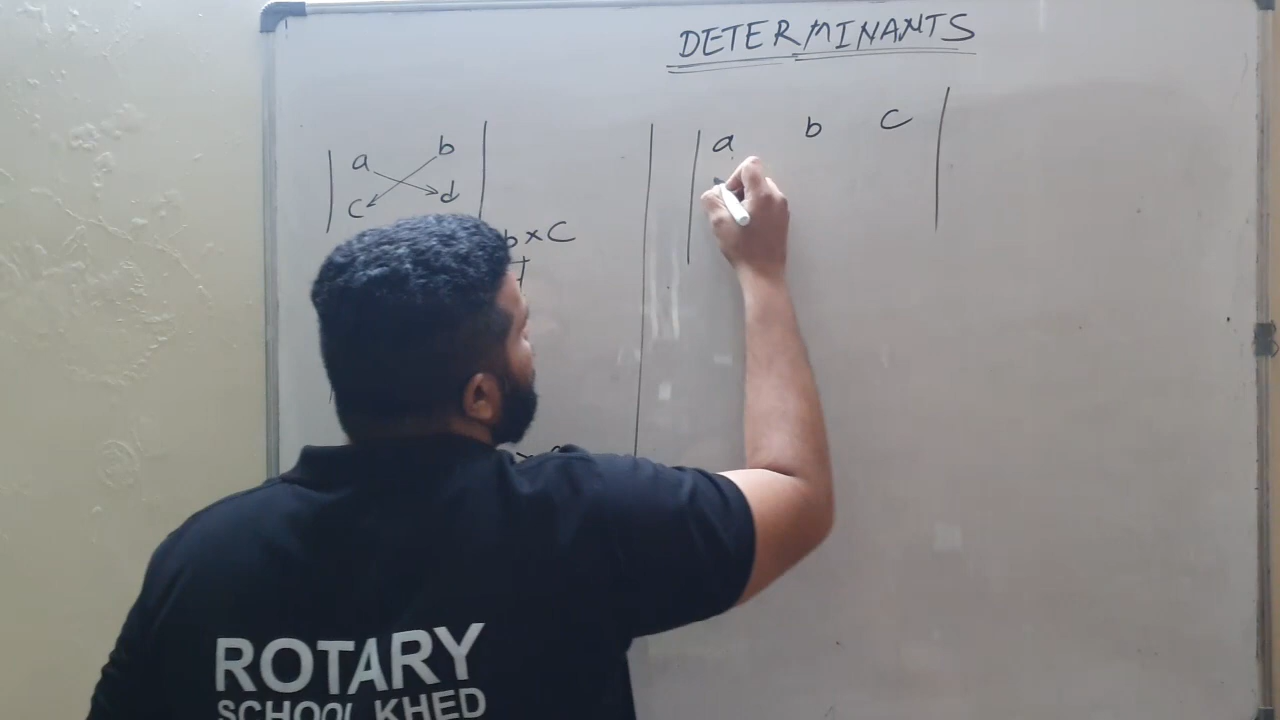 DETERMINANTS
a b
c d
b × c
a b c
ROTARY
SCHOOL KHED